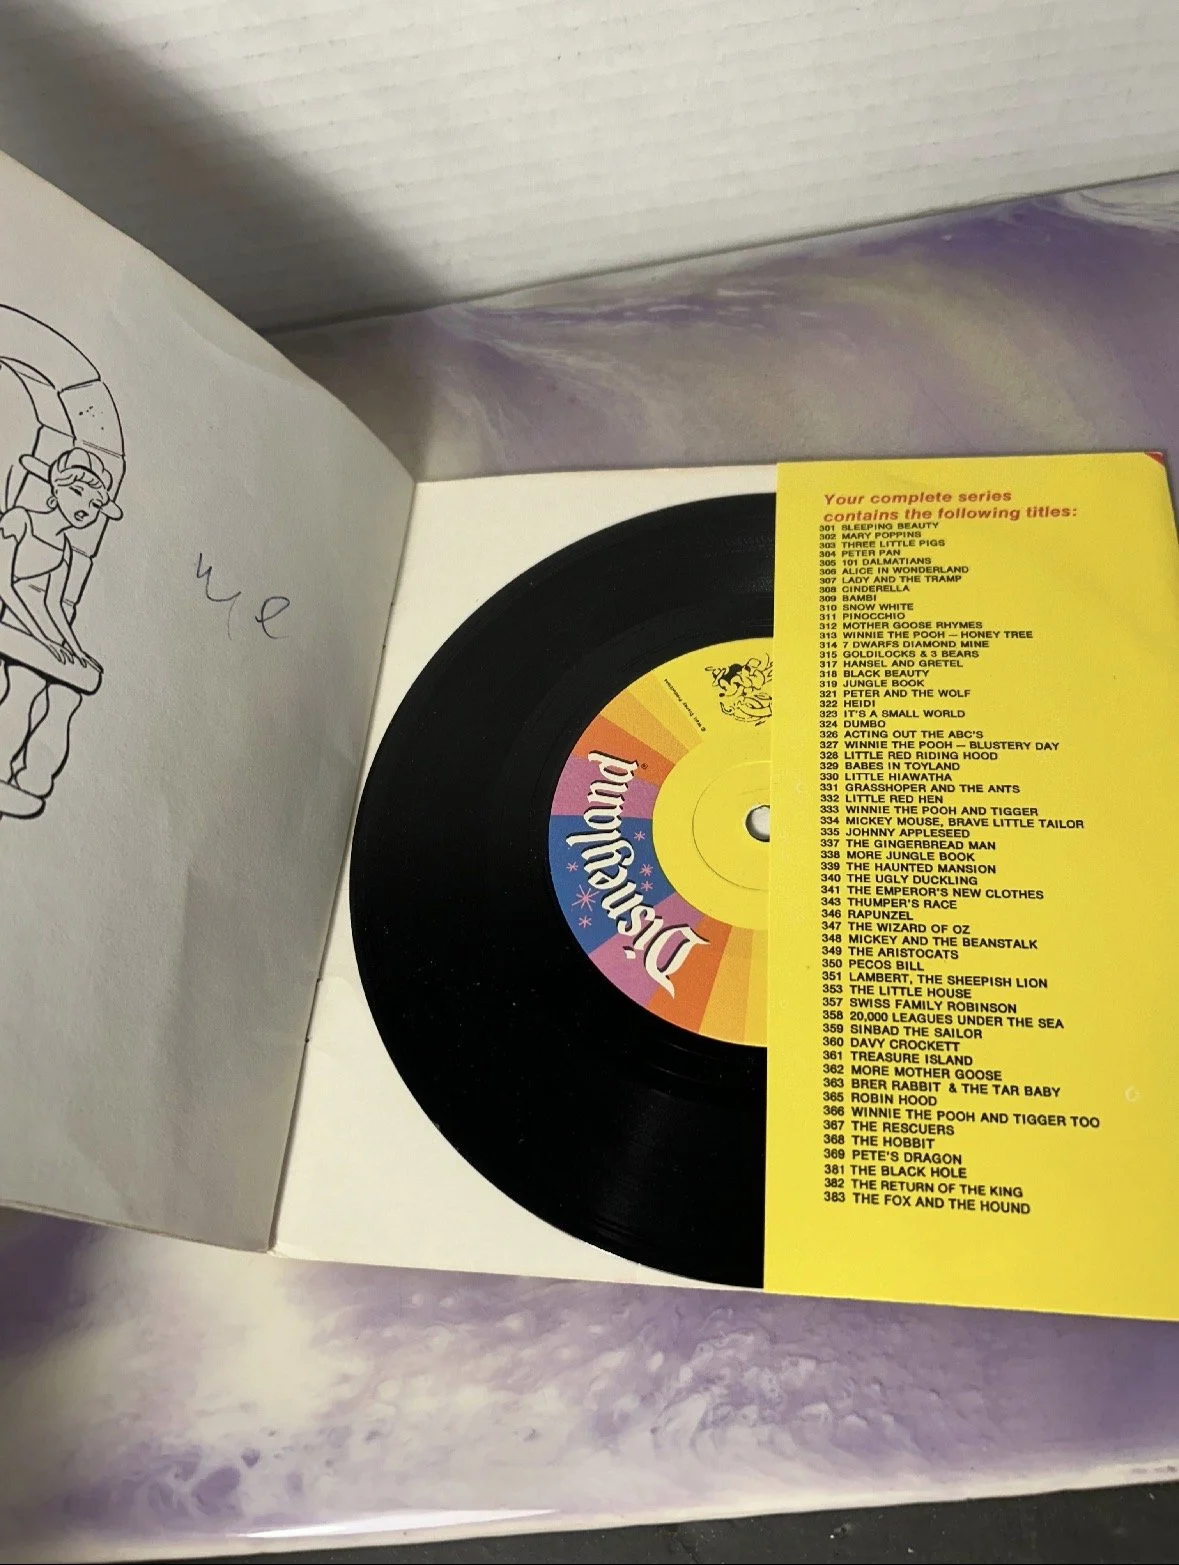 Your complete series
contains the following titles:
301 SLEEPING BEAUTY
302 MARY POPPINS
303 THREE LITTLE PIGS
304 PETER PAN
305 101 DALMATIANS
306 ALICE IN WONDERLAND
307 LADY AND THE TRAMP
308 CINDERELLA
309 BAMBI
310 SNOW WHITE
311 PINOCCHIO
312 MOTHER GOOSE RHYMES
313 WINNIE THE POOH — HONEY TREE
314 7 DWARFS DIAMOND MINE
315 GOLDILOCKS & 3 BEARS
317 HANSEL AND GRETEL
318 BLACK BEAUTY
319 JUNGLE BOOK
321 PETER AND THE WOLF
322 HEIDI
323 IT'S A SMALL WORLD
324 DUMBO
326 ACTING OUT THE ABC'S
327 WINNIE THE POOH — BLUSTERY DAY
328 LITTLE RED RIDING HOOD
329 BABES IN TOYLAND
330 LITTLE HIAWATHA
331 GRASSHOPER AND THE ANTS
332 LITTLE RED HEN
333 WINNIE THE POOH AND TIGGER
334 MICKEY MOUSE, BRAVE LITTLE TAILOR
335 JOHNNY APPLESEED
337 THE GINGERBREAD MAN
338 MORE JUNGLE BOOK
339 THE HAUNTED MANSION
340 THE UGLY DUCKLING
341 THE EMPEROR'S NEW CLOTHES
343 THUMPER'S RACE
346 RAPUNZEL
347 THE WIZARD OF OZ
348 MICKEY AND THE BEANSTALK
349 THE ARISTOCATS
350 PECOS BILL
351 LAMBERT, THE SHEEPISH LION
353 THE LITTLE HOUSE
357 SWISS FAMILY ROBINSON
358 20,000 LEAGUES UNDER THE SEA
359 SINBAD THE SAILOR
360 DAVY CROCKETT
361 TREASURE ISLAND
362 MORE MOTHER GOOSE
363 BRER RABBIT & THE TAR BABY
365 ROBIN HOOD
366 WINNIE THE POOH AND TIGGER TOO
367 THE RESCUERS
368 THE HOBBIT
369 PETE'S DRAGON
381 THE BLACK HOLE
382 THE RETURN OF THE KING
383 THE FOX AND THE HOUND
Disneyland®
© Walt Disney Productions